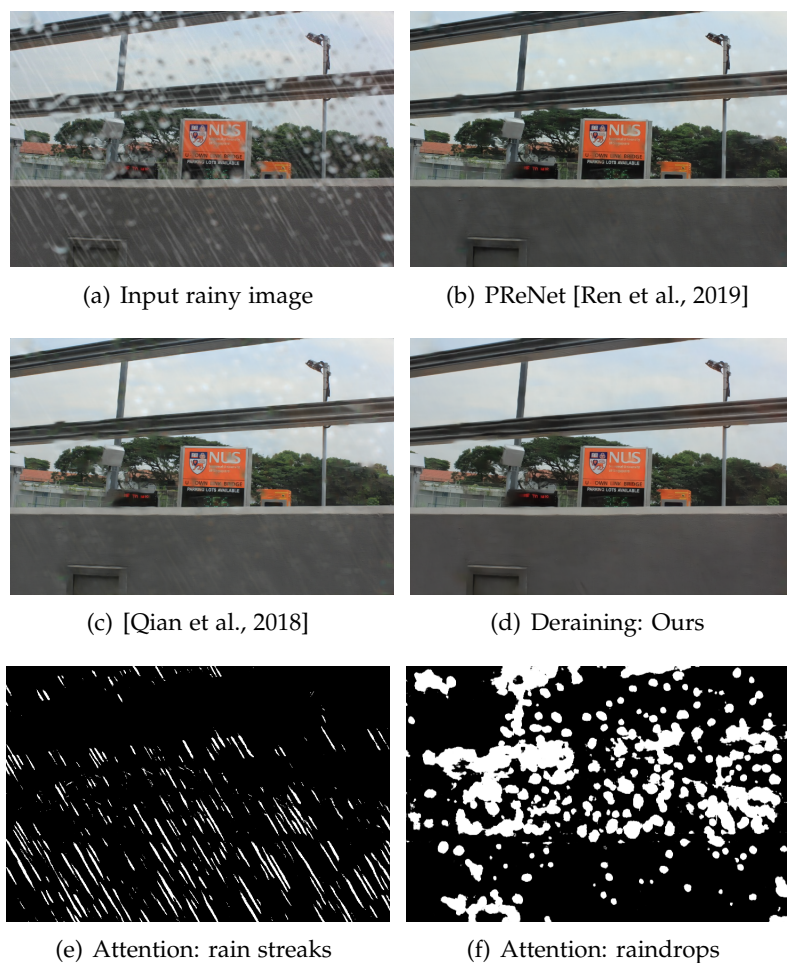 NUS
PARKING LOTS AVAILABLE
NUS
PARKING LOTS AVAILABLE
(a) Input rainy image
(b) PReNet [Ren et al., 2019]
NUS
PARKING LOTS AVAILABLE
NUS
PARKING LOTS AVAILABLE
(c) [Qian et al., 2018]
(d) Deraining: Ours
(e) Attention: rain streaks
(f) Attention: raindrops